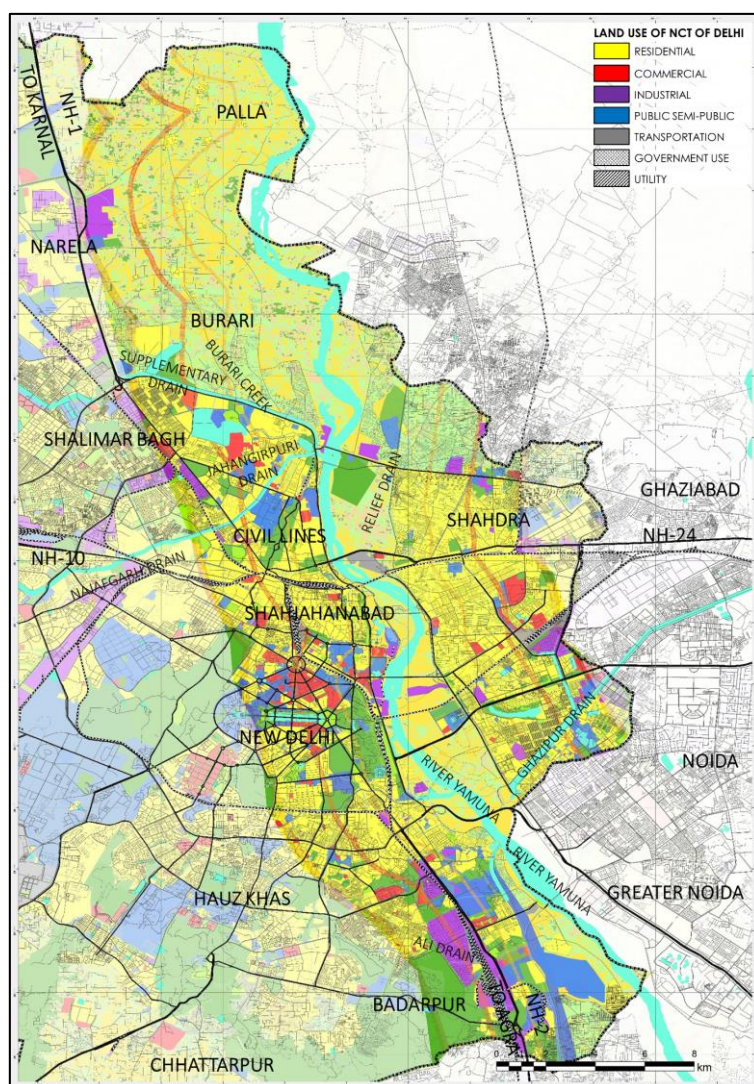 LAND USE OF NCT OF DELHI
RESIDENTIAL
COMMERCIAL
INDUSTRIAL
PUBLIC SEMI-PUBLIC
TRANSPORTATION
GOVERNMENT USE
UTILITY
TO KARNAL
NH-1
PALLA
NARELA
BURARI
SUPPLEMENTARY
DRAIN
BURARI CREEK
SHALIMAR BAGH
JAHANGIRPURI
DRAIN
RELIEF DRAIN
GHAZIABAD
CIVIL LINES
SHAHDRA
NH-24
NH-10
NAJAFGARH DRAIN
SHAHJAHANABAD
NEW DELHI
GHAZIPUR DRAIN
RIVER YAMUNA
NOIDA
RIVER YAMUNA
HAUZ KHAS
GREATER NOIDA
ALI DRAIN
BADARPUR
TO AGRA
NH-2
CHHATTARPUR
0 2 4 6 8
km